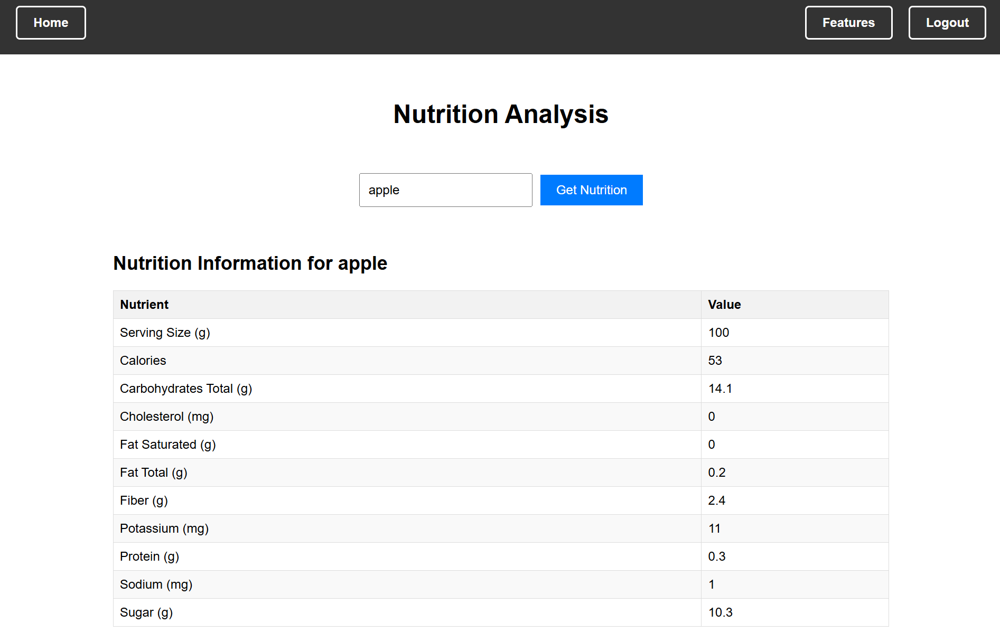 Home Features Logout
Nutrition Analysis
apple Get Nutrition
Nutrition Information for apple
Nutrient Value
Serving Size (g) 100
Calories 53
Carbohydrates Total (g) 14.1
Cholesterol (mg) 0
Fat Saturated (g) 0
Fat Total (g) 0.2
Fiber (g) 2.4
Potassium (mg) 11
Protein (g) 0.3
Sodium (mg) 1
Sugar (g) 10.3